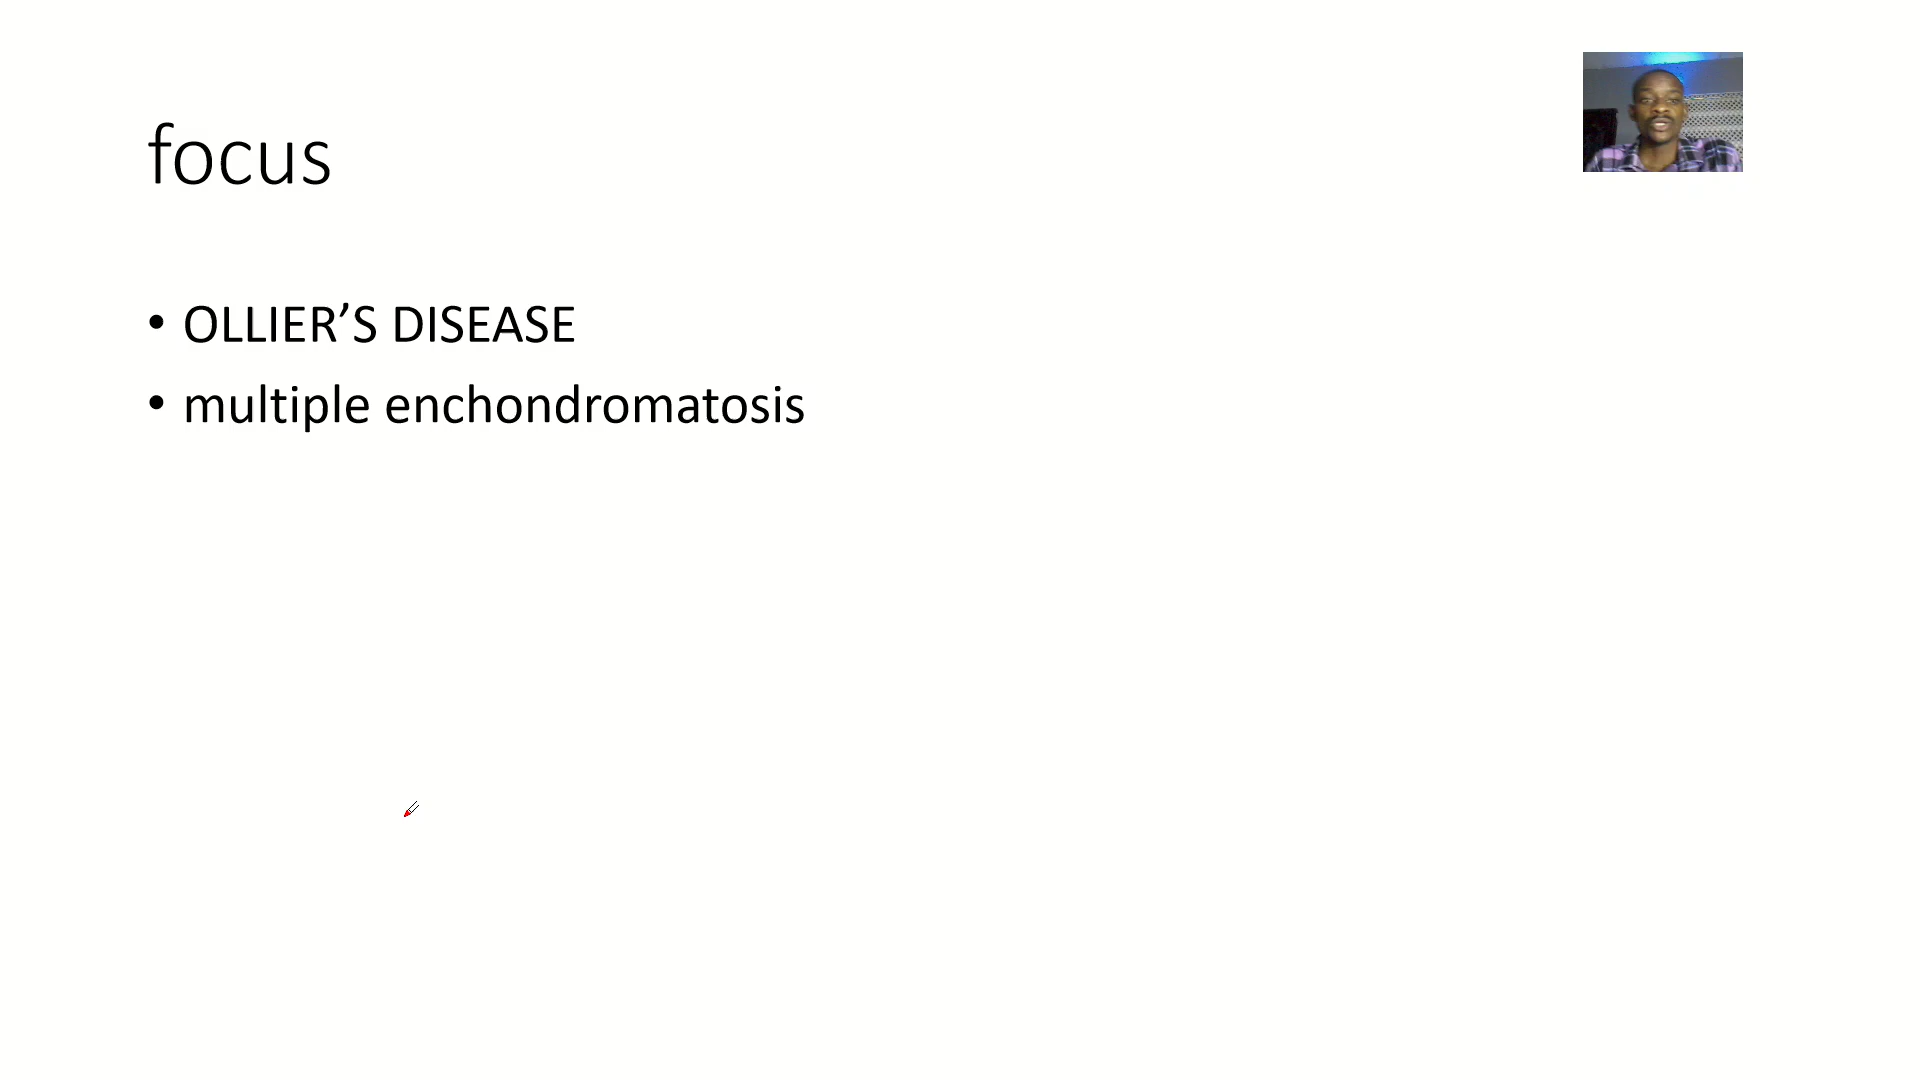 focus
• OLLIER’S DISEASE
• multiple enchondromatosis